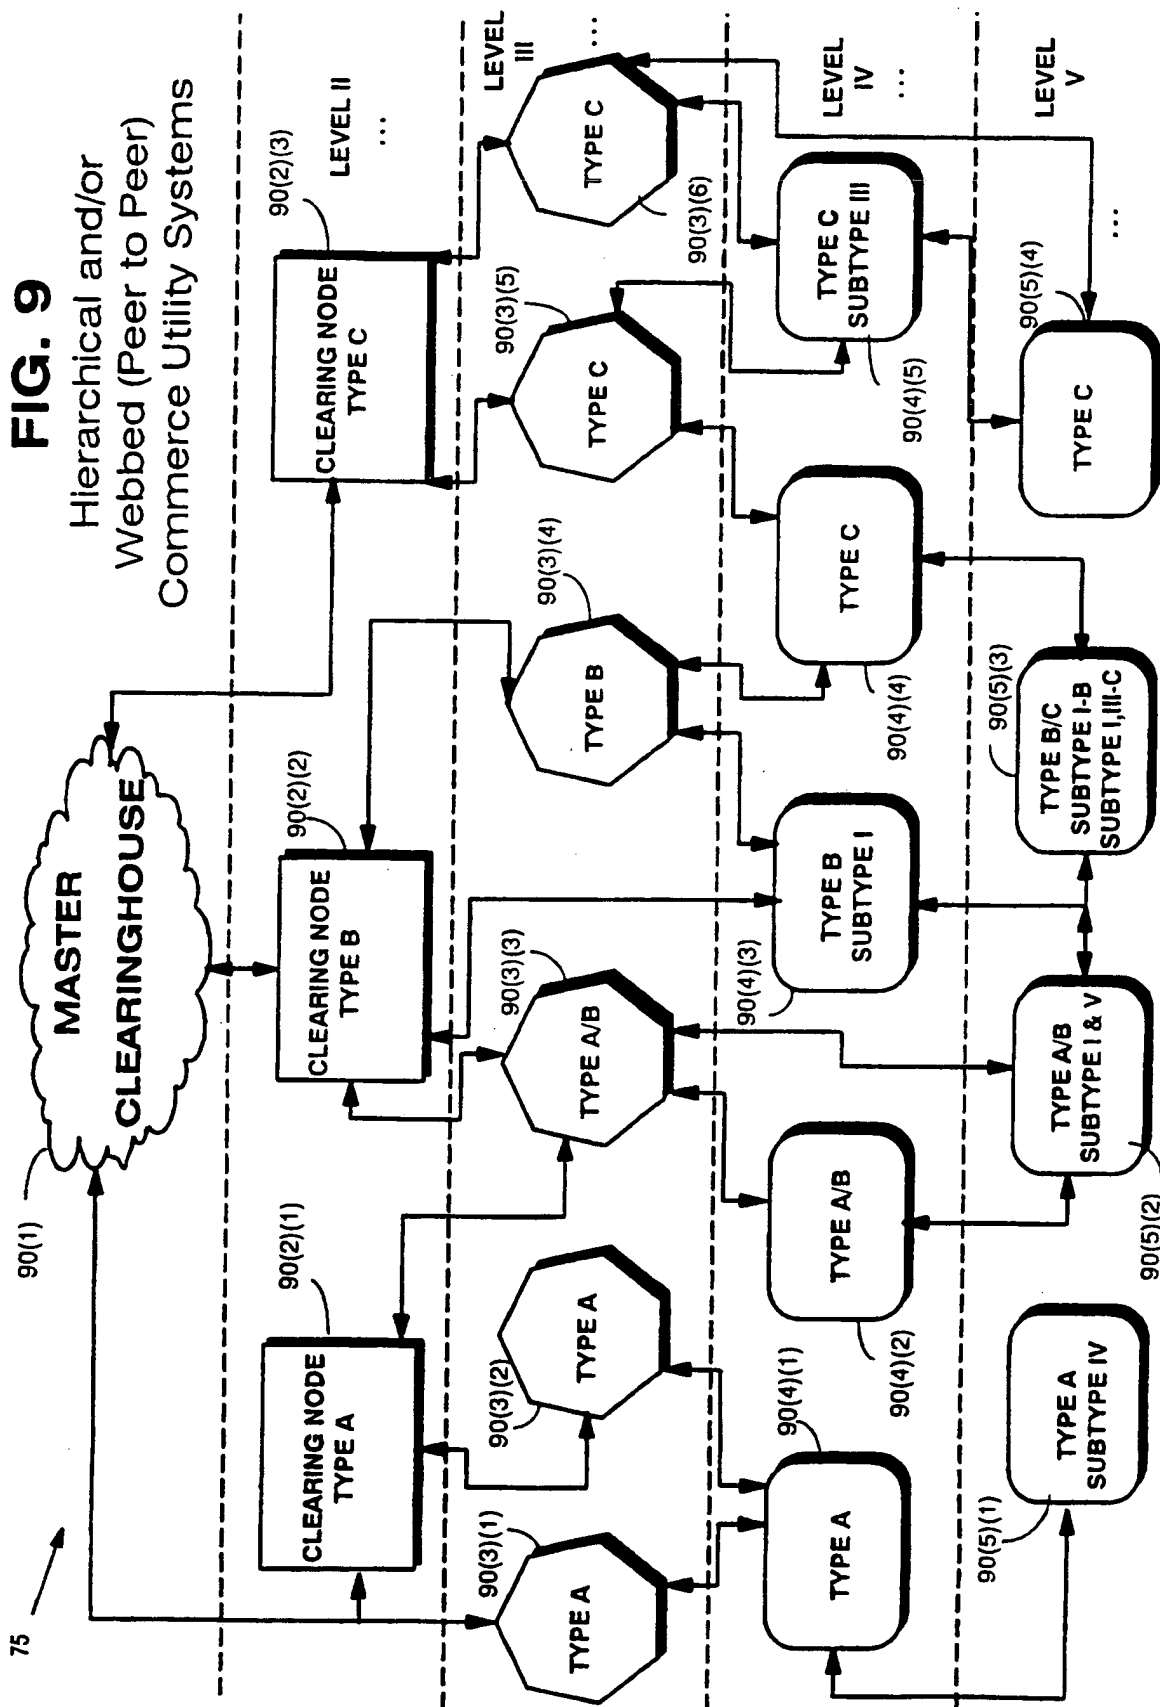 FIG. 9
Hierarchical and/or
Webbed (Peer to Peer)
Commerce Utility Systems
75
90(1)
MASTER
CLEARINGHOUSE
90(2)(1)
CLEARING NODE
TYPE A
90(2)(2)
CLEARING NODE
TYPE B
90(2)(3)
CLEARING NODE
TYPE C
LEVEL II
...
90(3)(1)
TYPE A
90(3)(2)
TYPE A
90(3)(3)
TYPE A/B
90(3)(4)
TYPE B
90(3)(5)
TYPE C
90(3)(6)
TYPE C
LEVEL
III
...
90(4)(1)
TYPE A
90(4)(2)
TYPE A/B
90(4)(3)
TYPE B
SUBTYPE I
90(4)(4)
TYPE C
90(4)(5)
TYPE C
SUBTYPE III
LEVEL
IV
...
90(5)(1)
TYPE A
SUBTYPE IV
90(5)(2)
TYPE A/B
SUBTYPE I & V
90(5)(3)
TYPE B/C
SUBTYPE I-B
SUBTYPE I,III-C
90(5)(4)
TYPE C
LEVEL
V
...